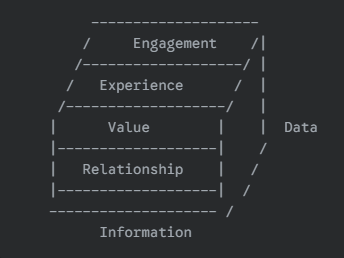 Engagement
Experience
Value
Data
Relationship
Information